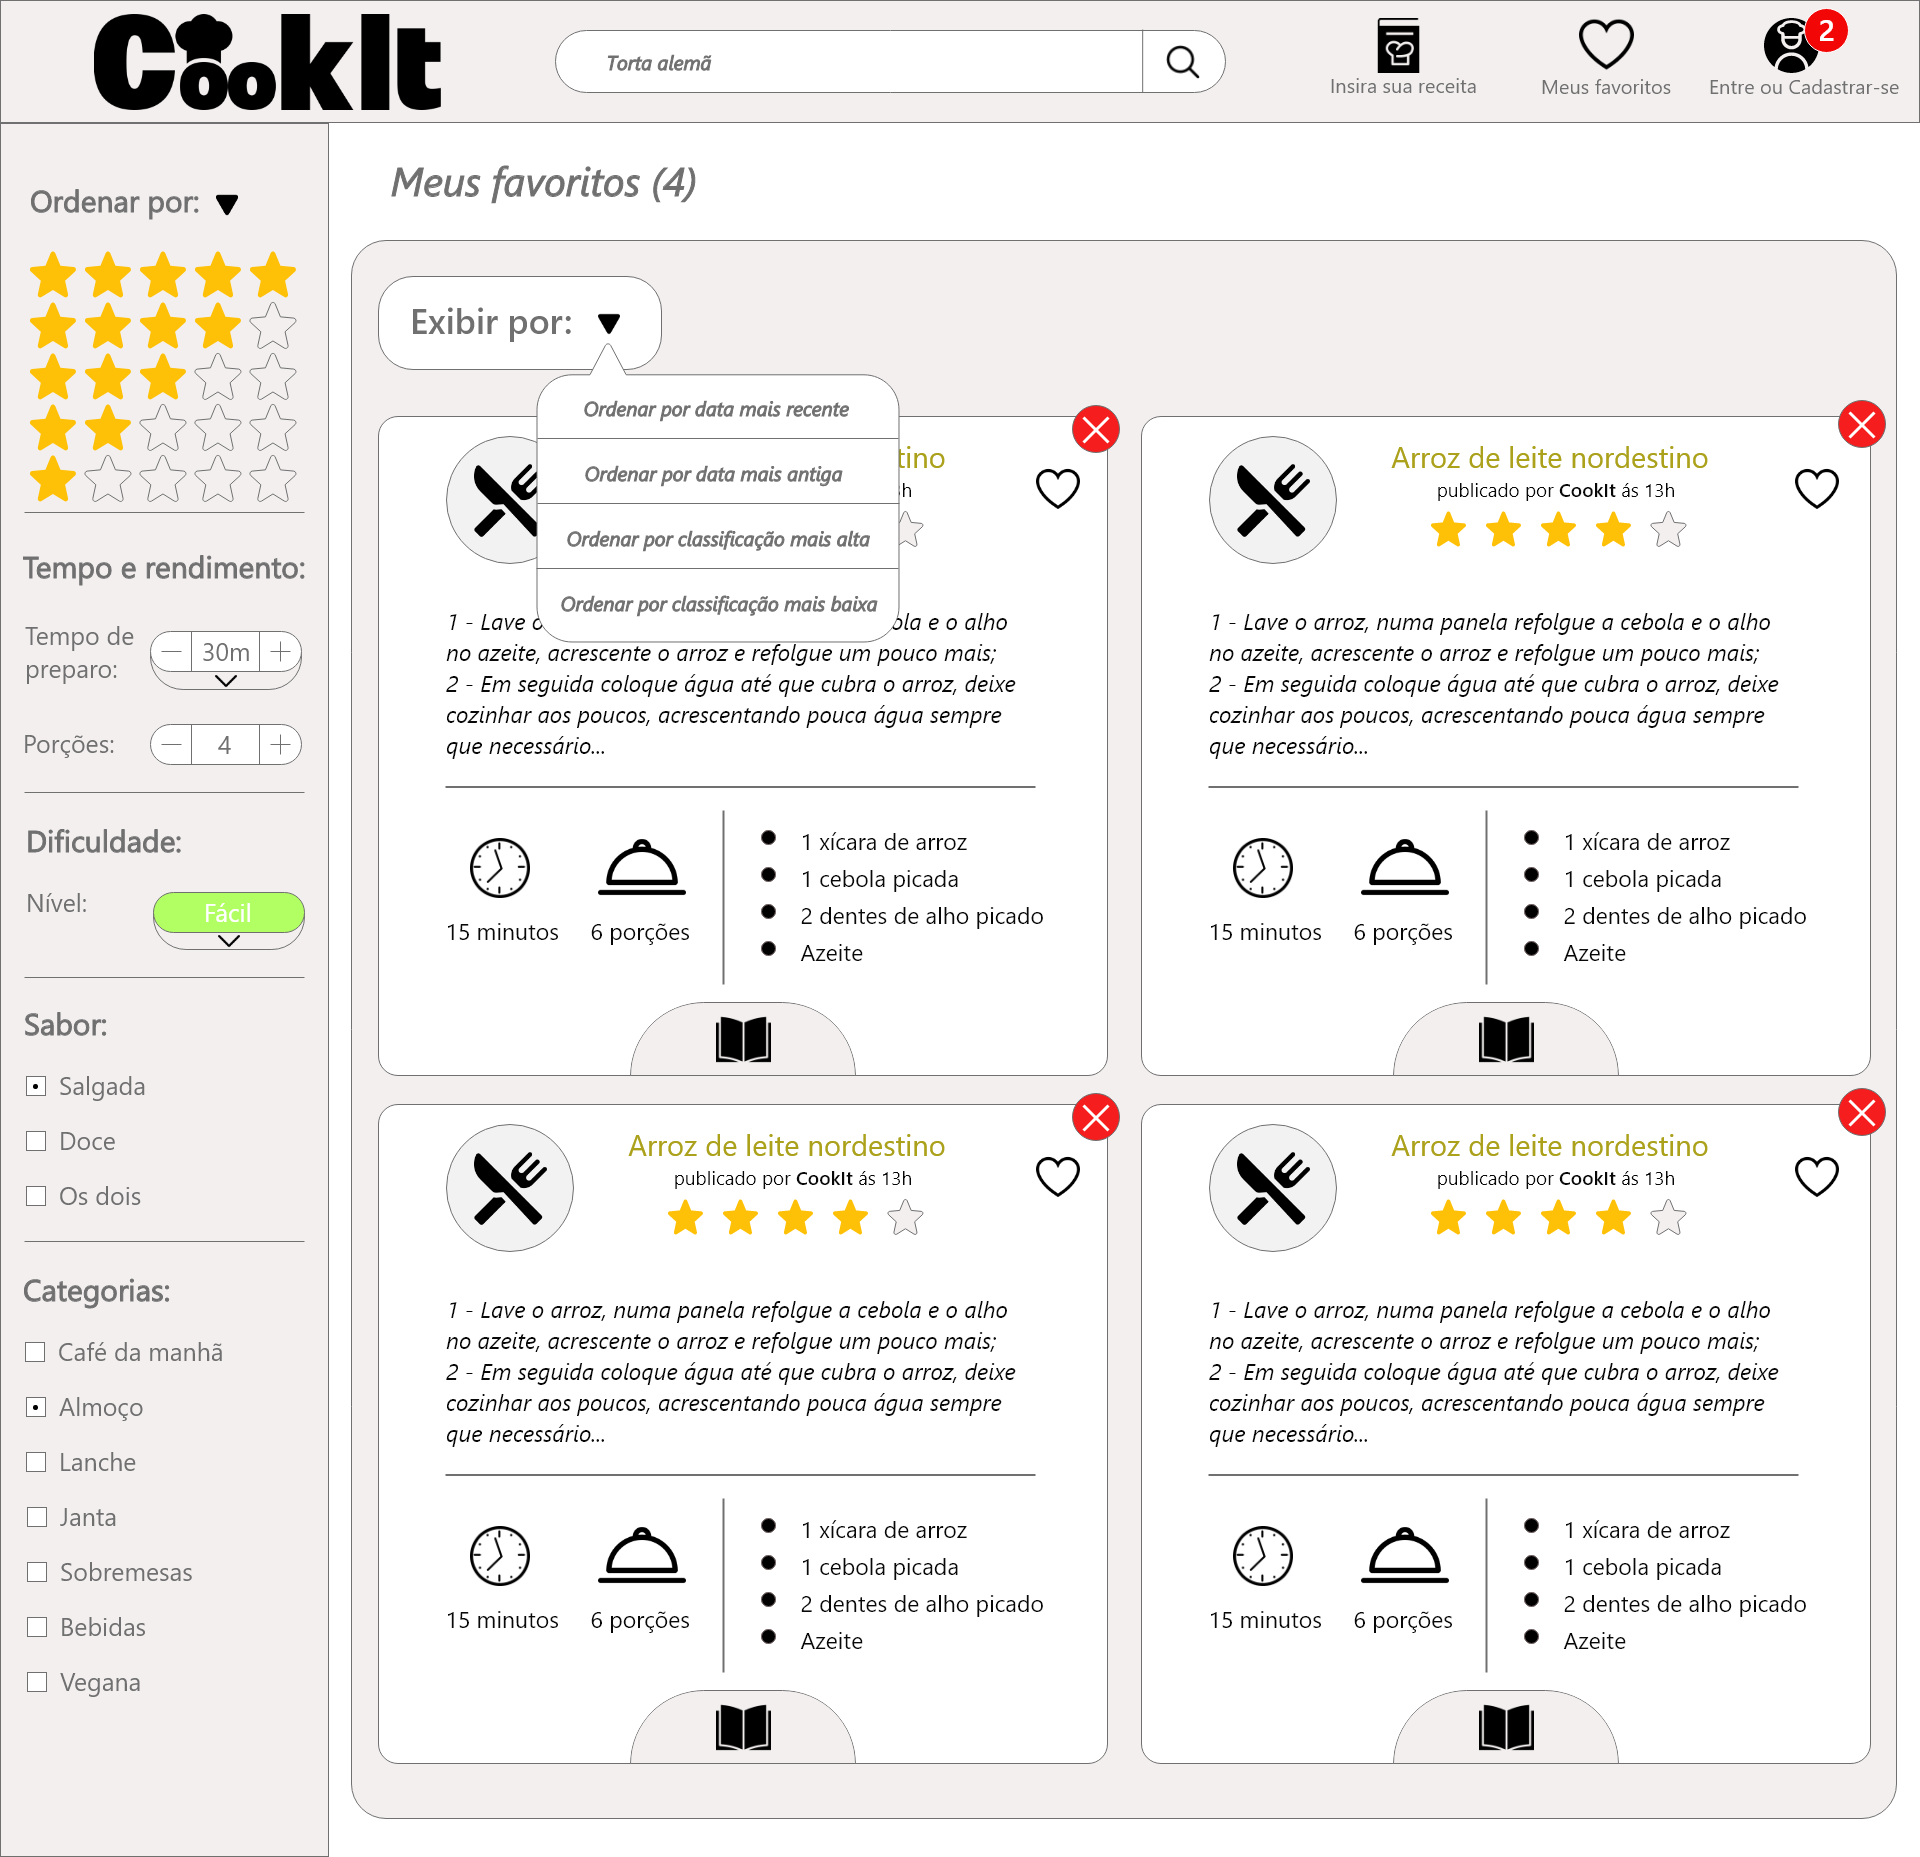 CookIt
Torta alemã
Insira sua receita
Meus favoritos
2
Entre ou Cadastrar-se
Ordenar por:
Tempo e rendimento:
Tempo de
preparo:
30m
Porções:
4
Dificuldade:
Nível:
Fácil
Sabor:
Salgada
Doce
Os dois
Categorias:
Café da manhã
Almoço
Lanche
Janta
Sobremesas
Bebidas
Vegana
Meus favoritos (4)
Exibir por:
Ordenar por data mais recente
Ordenar por data mais antiga
Ordenar por classificação mais alta
Ordenar por classificação mais baixa
tino
h
1 - Lave o
ola e o alho
no azeite, acrescente o arroz e refolgue um pouco mais;
2 - Em seguida coloque água até que cubra o arroz, deixe
cozinhar aos poucos, acrescentando pouca água sempre
que necessário...
15 minutos
6 porções
1 xícara de arroz
1 cebola picada
2 dentes de alho picado
Azeite
Arroz de leite nordestino
publicado por CookIt ás 13h
1 - Lave o arroz, numa panela refolgue a cebola e o alho
no azeite, acrescente o arroz e refolgue um pouco mais;
2 - Em seguida coloque água até que cubra o arroz, deixe
cozinhar aos poucos, acrescentando pouca água sempre
que necessário...
15 minutos
6 porções
1 xícara de arroz
1 cebola picada
2 dentes de alho picado
Azeite
Arroz de leite nordestino
publicado por CookIt ás 13h
1 - Lave o arroz, numa panela refolgue a cebola e o alho
no azeite, acrescente o arroz e refolgue um pouco mais;
2 - Em seguida coloque água até que cubra o arroz, deixe
cozinhar aos poucos, acrescentando pouca água sempre
que necessário...
15 minutos
6 porções
1 xícara de arroz
1 cebola picada
2 dentes de alho picado
Azeite
Arroz de leite nordestino
publicado por CookIt ás 13h
1 - Lave o arroz, numa panela refolgue a cebola e o alho
no azeite, acrescente o arroz e refolgue um pouco mais;
2 - Em seguida coloque água até que cubra o arroz, deixe
cozinhar aos poucos, acrescentando pouca água sempre
que necessário...
15 minutos
6 porções
1 xícara de arroz
1 cebola picada
2 dentes de alho picado
Azeite